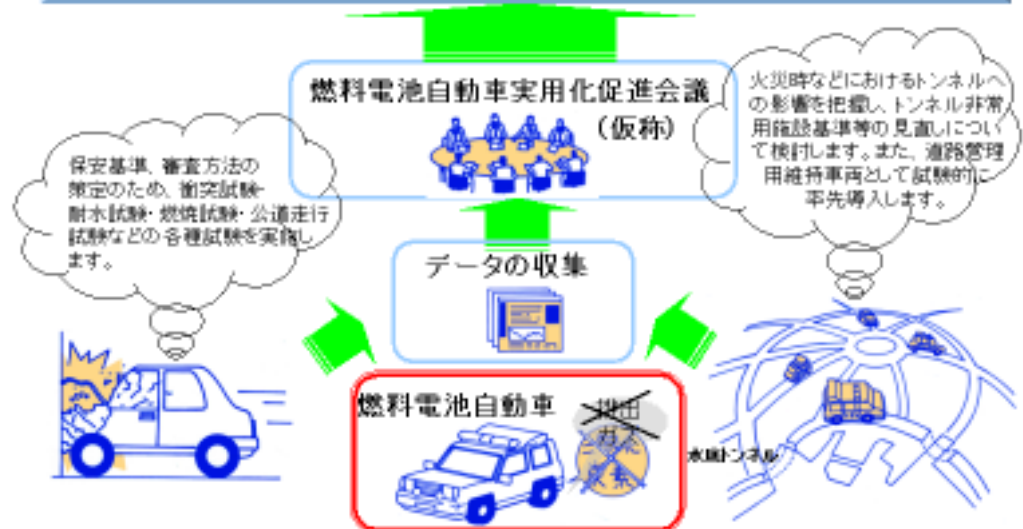 燃料電池自動車実用化促進会議
(仮称)
保安基準、審査方法の
策定のため、衝突試験・
耐水試験・燃焼試験・公道走行
試験などの各種試験を実施し
ます。
火災時などにおけるトンネルへ
の影響を把握し、トンネル非常
用施設基準等の見直しについ
て検討します。また、道路管理
用維持車両として試験的に
率先導入します。
データの収集
燃料電池自動車
水底トンネル